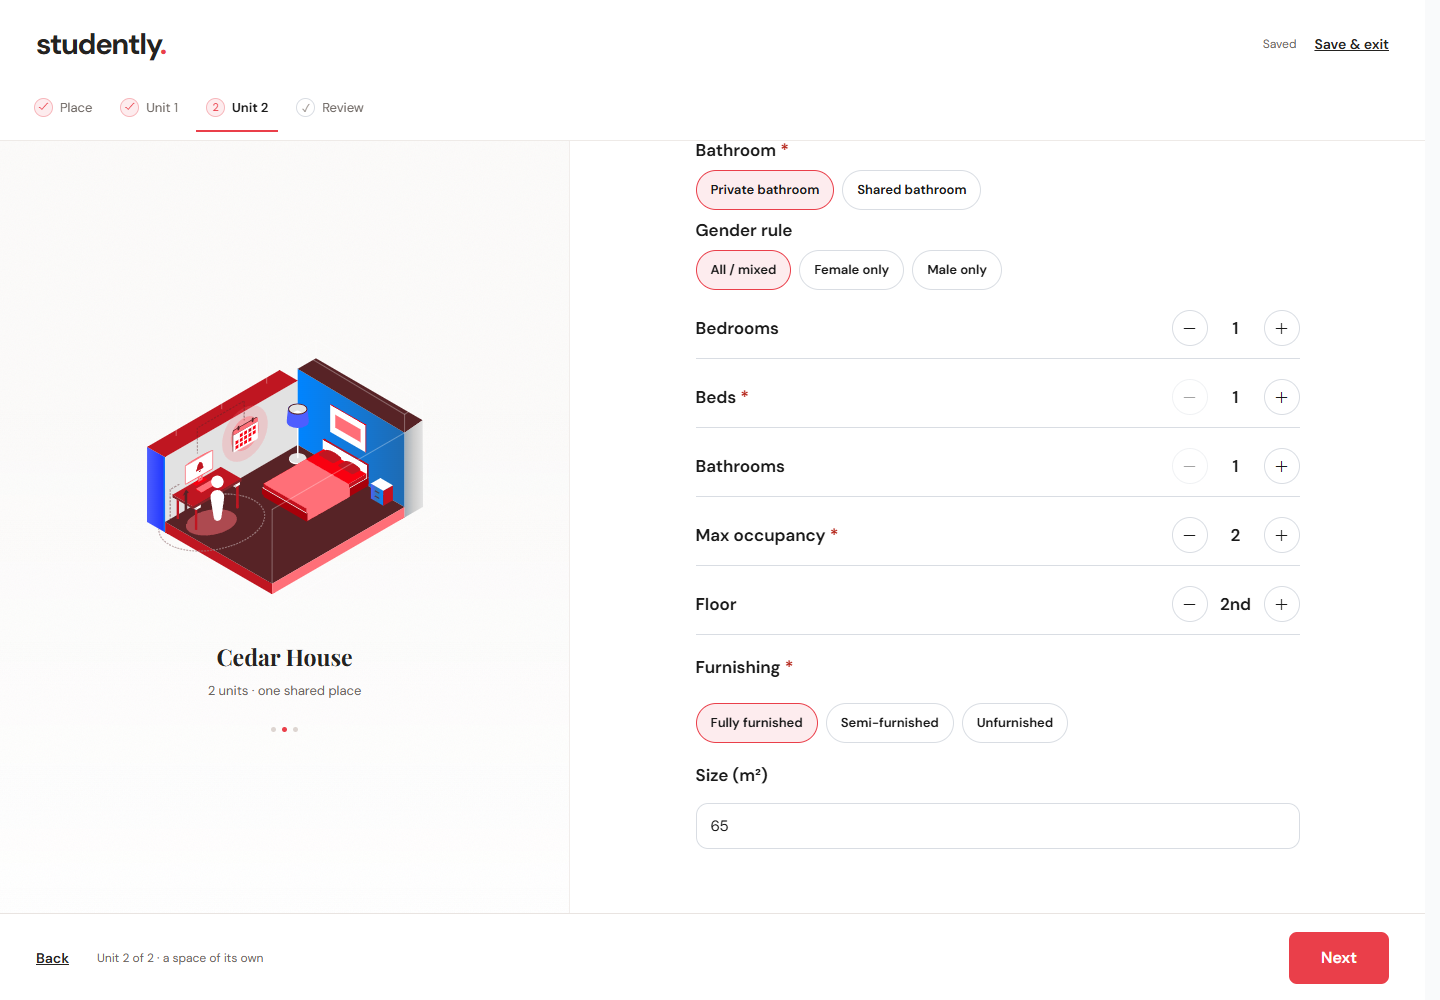 studently.
Saved
Save & exit
Place
Unit 1
2
Unit 2
Review
Bathroom *
Private bathroom
Shared bathroom
Gender rule
All / mixed
Female only
Male only
Bedrooms
1
Beds *
1
Bathrooms
1
Max occupancy *
2
Floor
2nd
Furnishing *
Fully furnished
Semi-furnished
Unfurnished
Size (m²)
65
Cedar House
2 units · one shared place
Back
Unit 2 of 2 · a space of its own
Next